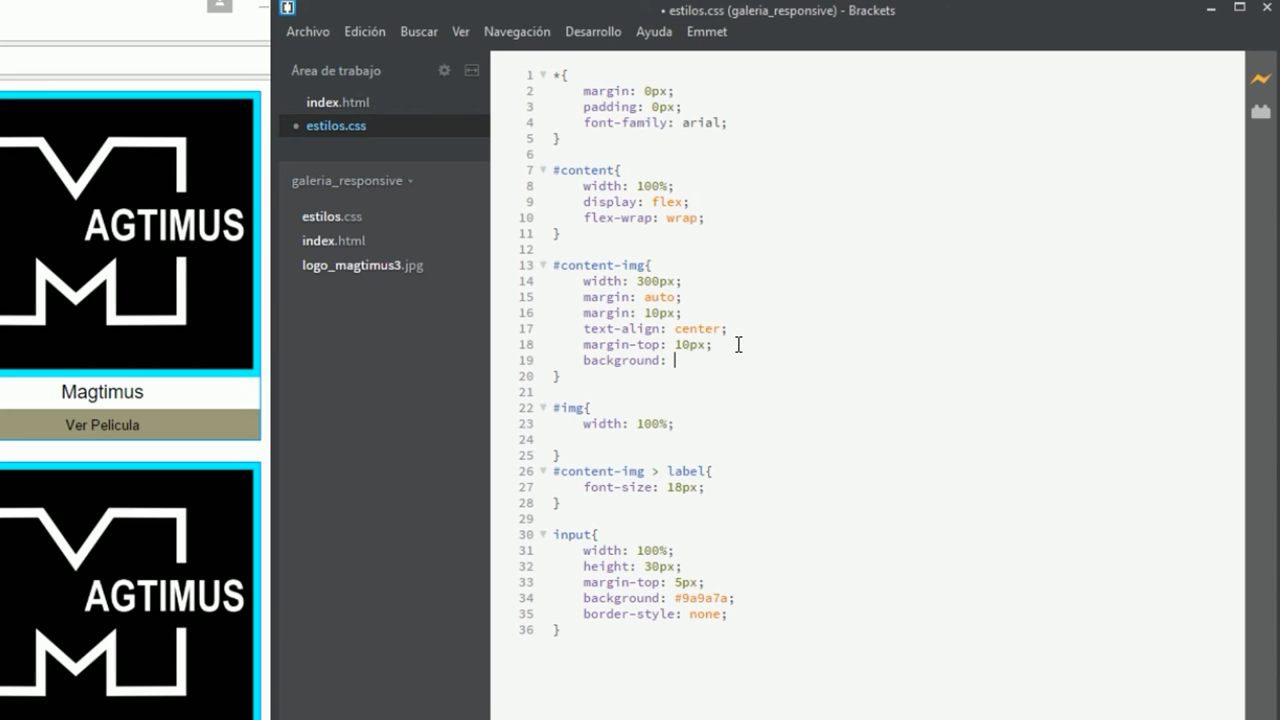 • estilos.css (galeria_responsive) - Brackets
Archivo Edición Buscar Ver Navegación Desarrollo Ayuda Emmet
Área de trabajo
index.html
• estilos.css
galeria_responsive
estilos.css
index.html
logo_magtimus3.jpg
1 *{
2 margin: 0px;
3 padding: 0px;
4 font-family: arial;
5 }
6
7 #content{
8 width: 100%;
9 display: flex;
10 flex-wrap: wrap;
11 }
12
13 #content-img{
14 width: 300px;
15 margin: auto;
16 margin: 10px;
17 text-align: center;
18 margin-top: 10px;
19 background:
20 }
21
22 #img{
23 width: 100%;
24
25 }
26 #content-img > label{
27 font-size: 18px;
28 }
29
30 input{
31 width: 100%;
32 height: 30px;
33 margin-top: 5px;
34 background: #9a9a7a;
35 border-style: none;
36 }
MAGTIMUS
Magtimus
Ver Pelicula
MAGTIMUS